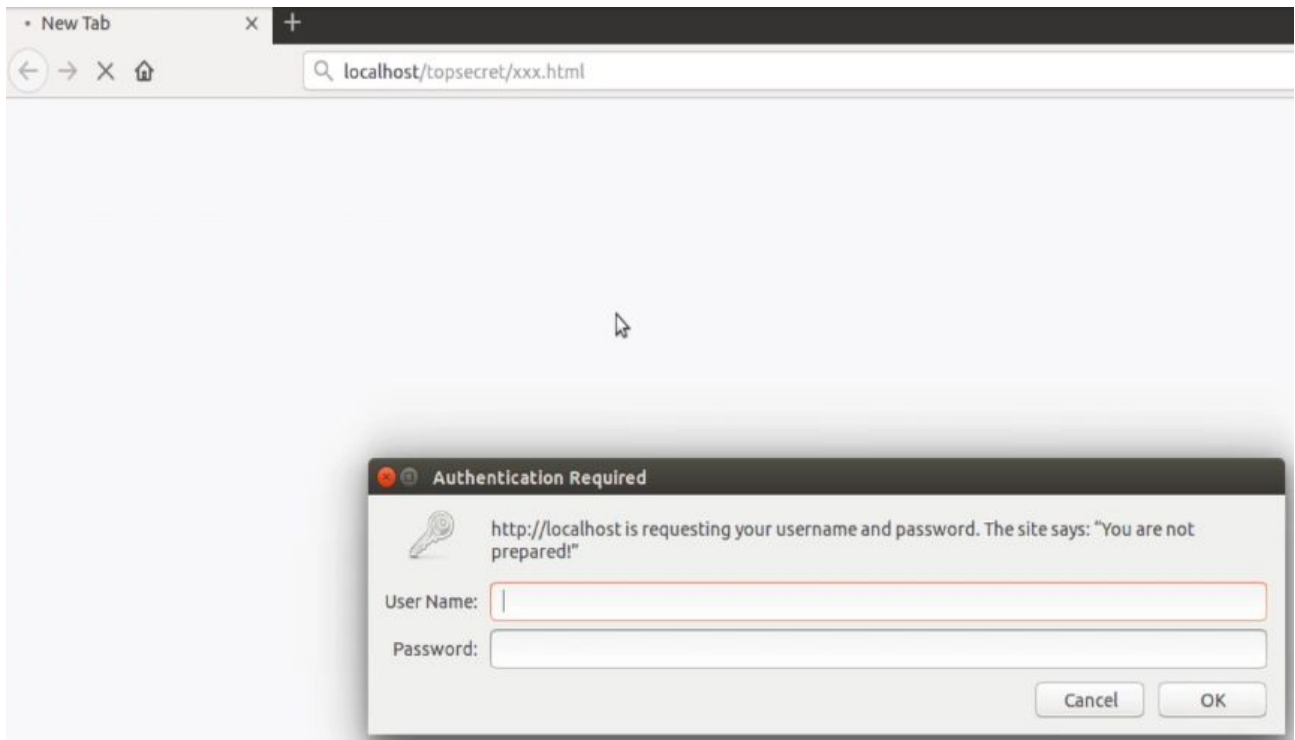 New Tab
localhost/topsecret/xxx.html
Authentication Required
http://localhost is requesting your username and password. The site says: “You are not
prepared!”
User Name:
Password:
Cancel OK